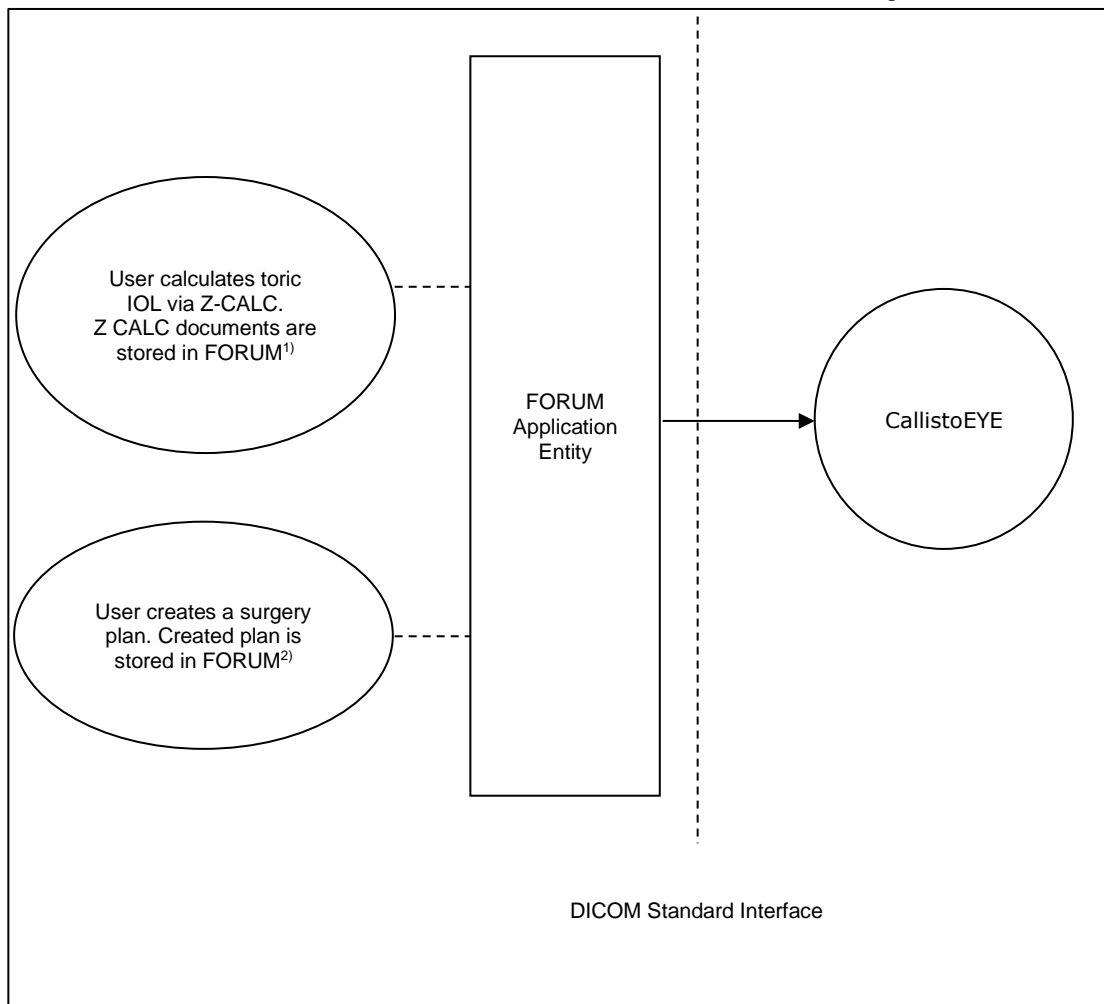 User calculates toric
IOL via Z-CALC.
Z CALC documents are
stored in FORUM1)
User creates a surgery
plan. Created plan is
stored in FORUM2)
FORUM
Application
Entity
CallistoEYE
DICOM Standard Interface